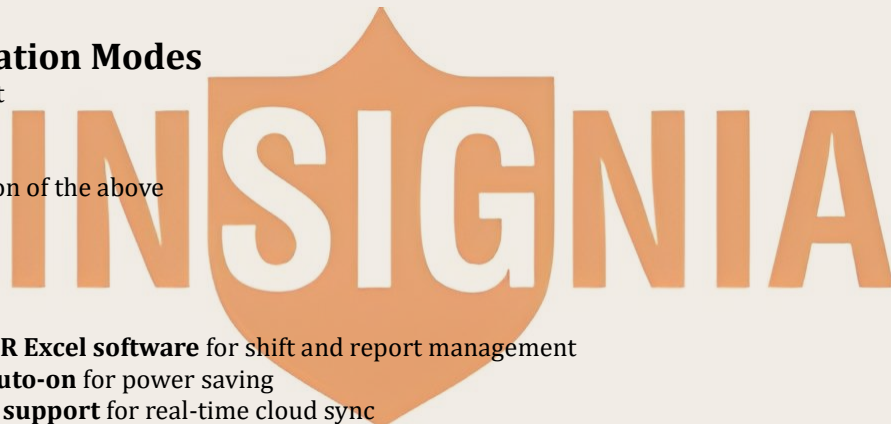 ation Modes
t
on of the above
INSIGNIA
R Excel software for shift and report management
uto-on for power saving
support for real-time cloud sync